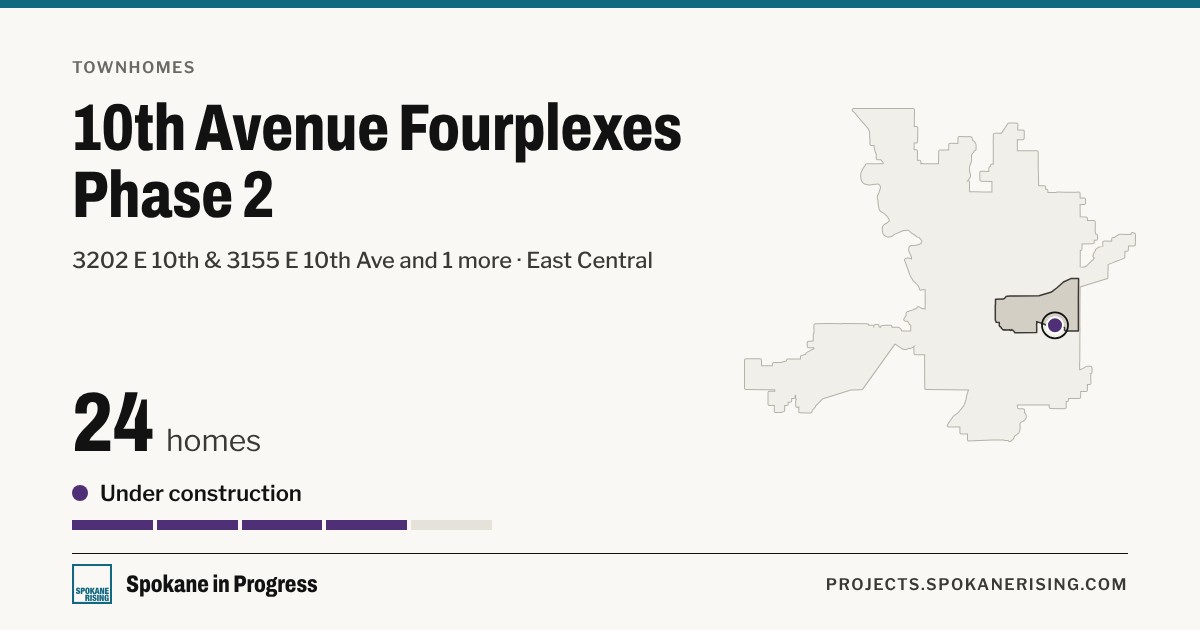 TOWNHOMES
10th Avenue Fourplexes
Phase 2
3202 E 10th & 3155 E 10th Ave and 1 more · East Central
24 homes
Under construction
SPOKANE
RISING
Spokane in Progress
PROJECTS.SPOKANERISING.COM